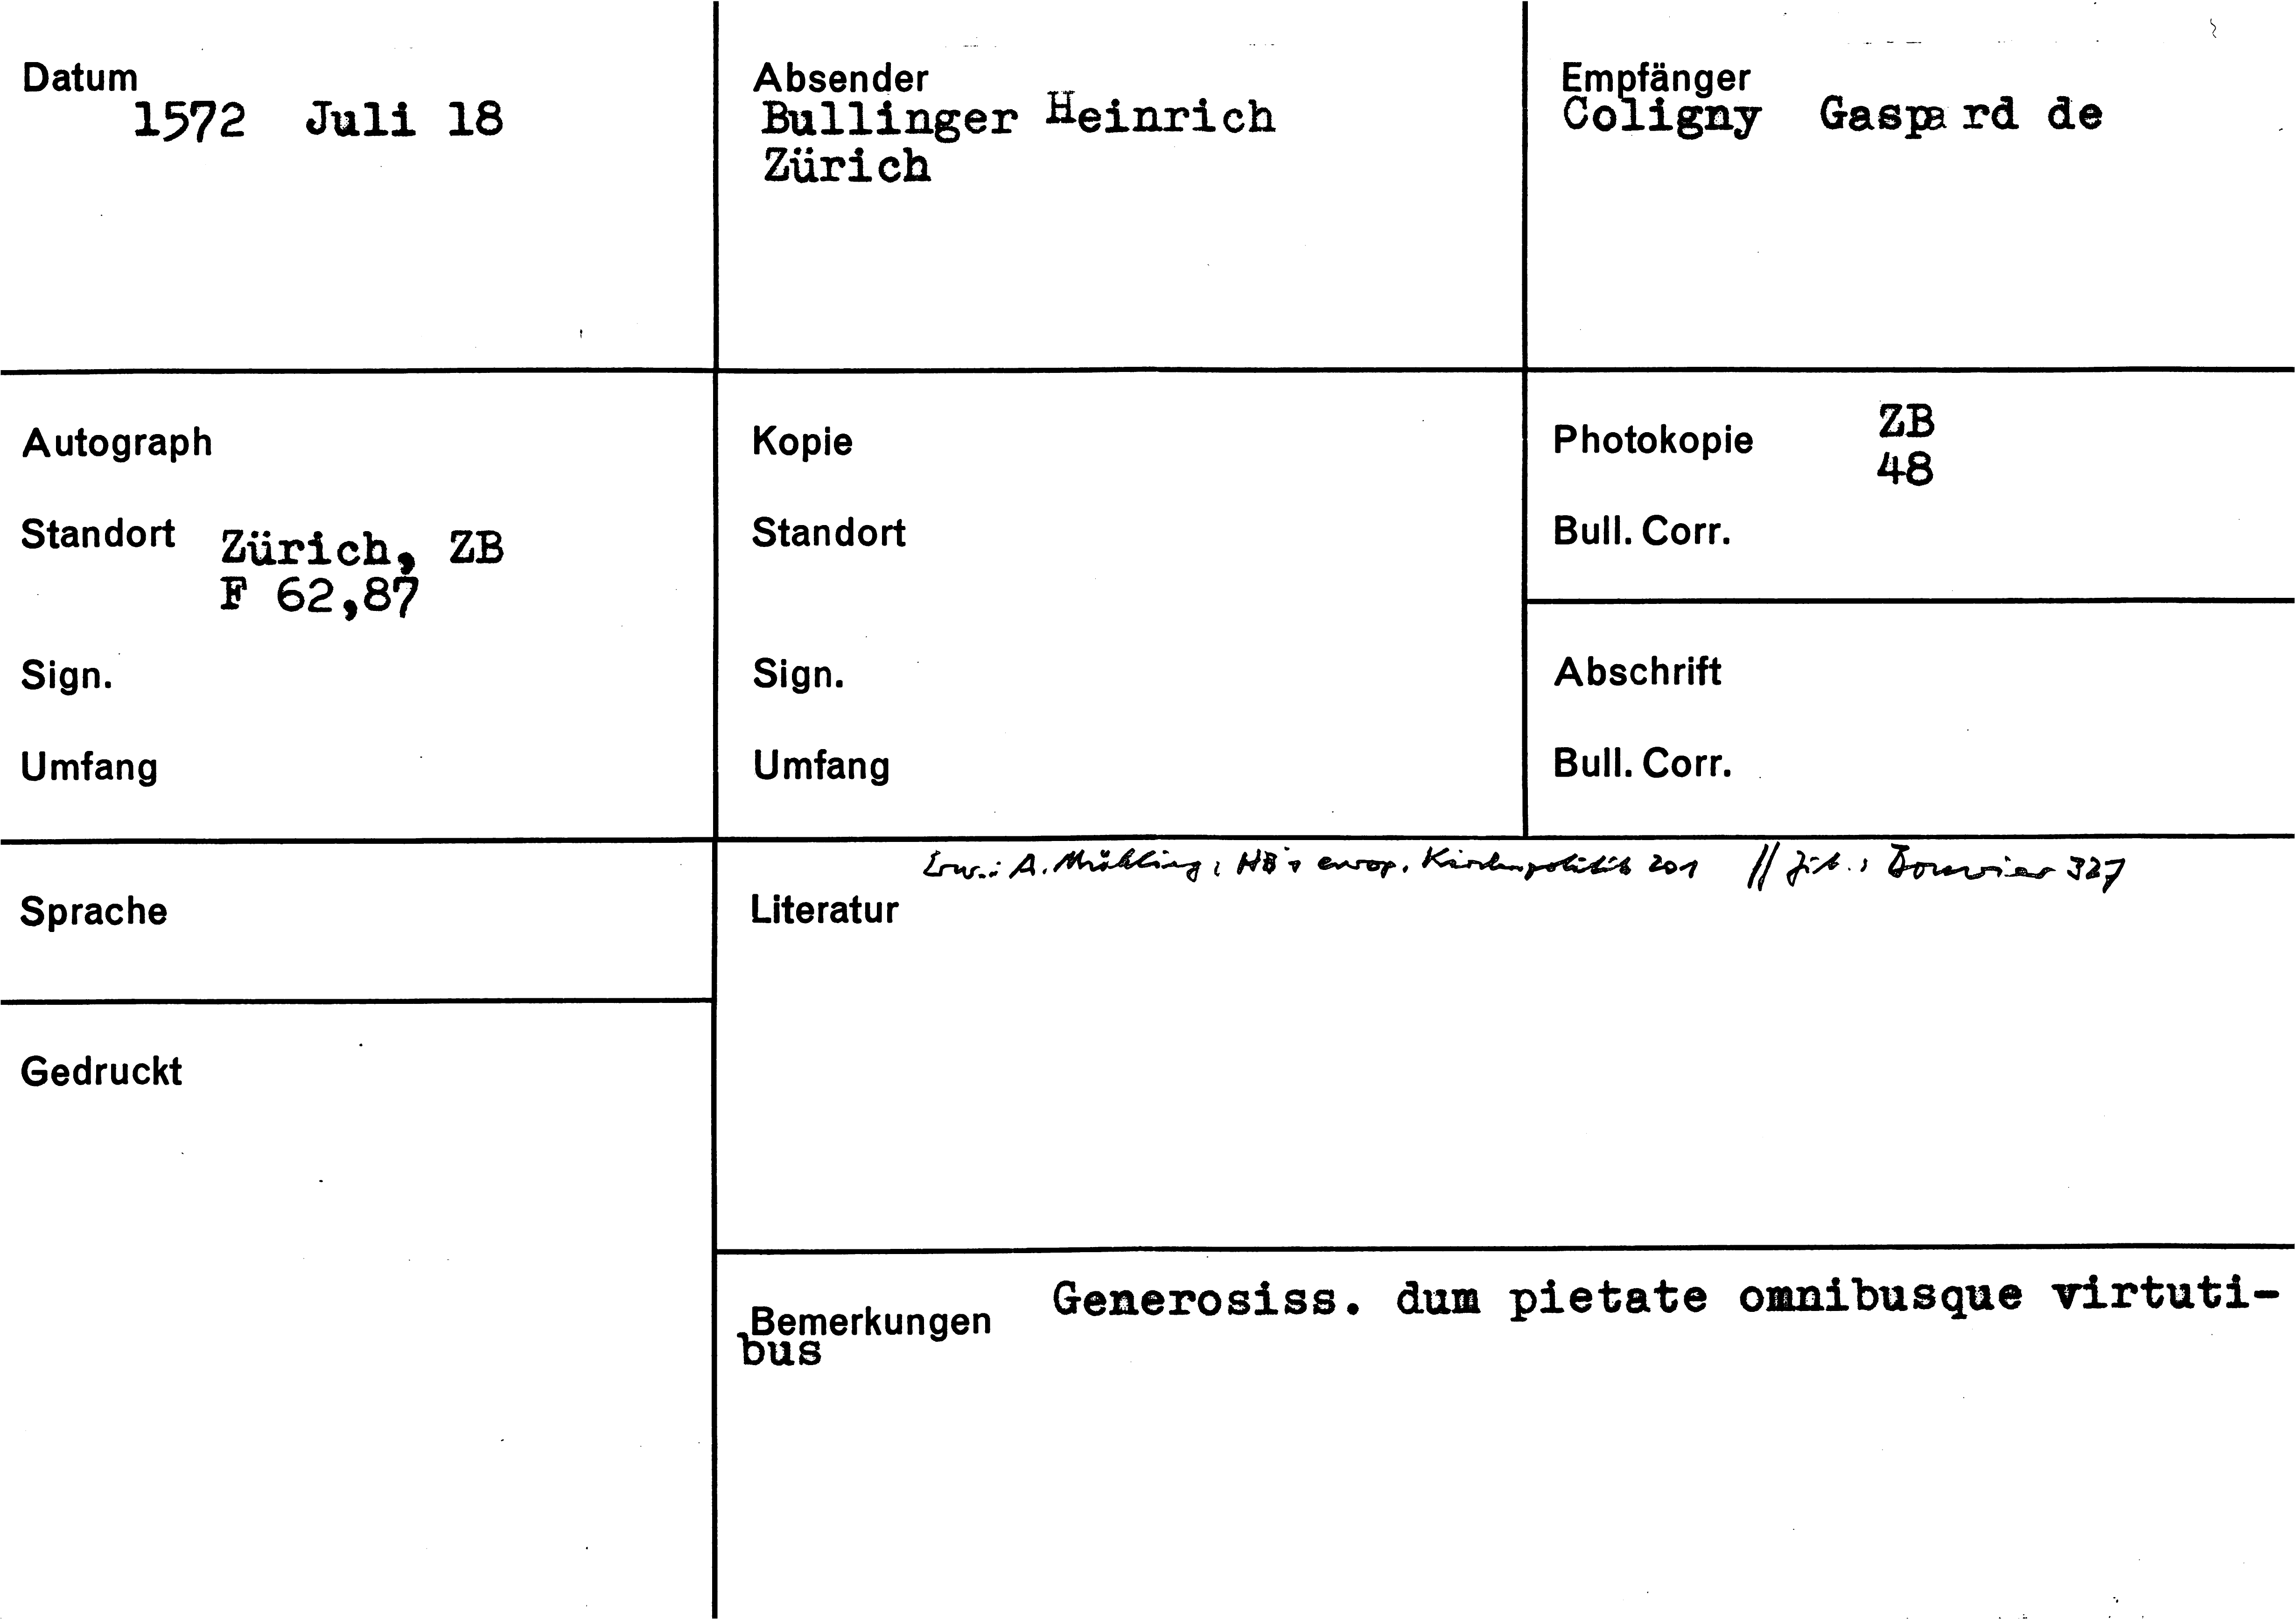 Datum
1572 Juli 18
Absender
Bullinger Heinrich
Zürich
Empfänger
Coligny Gaspard de
Autograph
Standort Zürich, ZB
F 62,87
Sign.
Umfang
Kopie
Standort
Sign.
Umfang
Photokopie ZB
48
Bull. Corr.
Abschrift
Bull. Corr.
Sprache
Gedruckt
Erw.: A. Mühling, HB's europ. Kirchenpolitik 201 // Zit.: Bouvier 327
Literatur
Bemerkungen Generosiss. dum pietate omnibusque virtuti-
bus